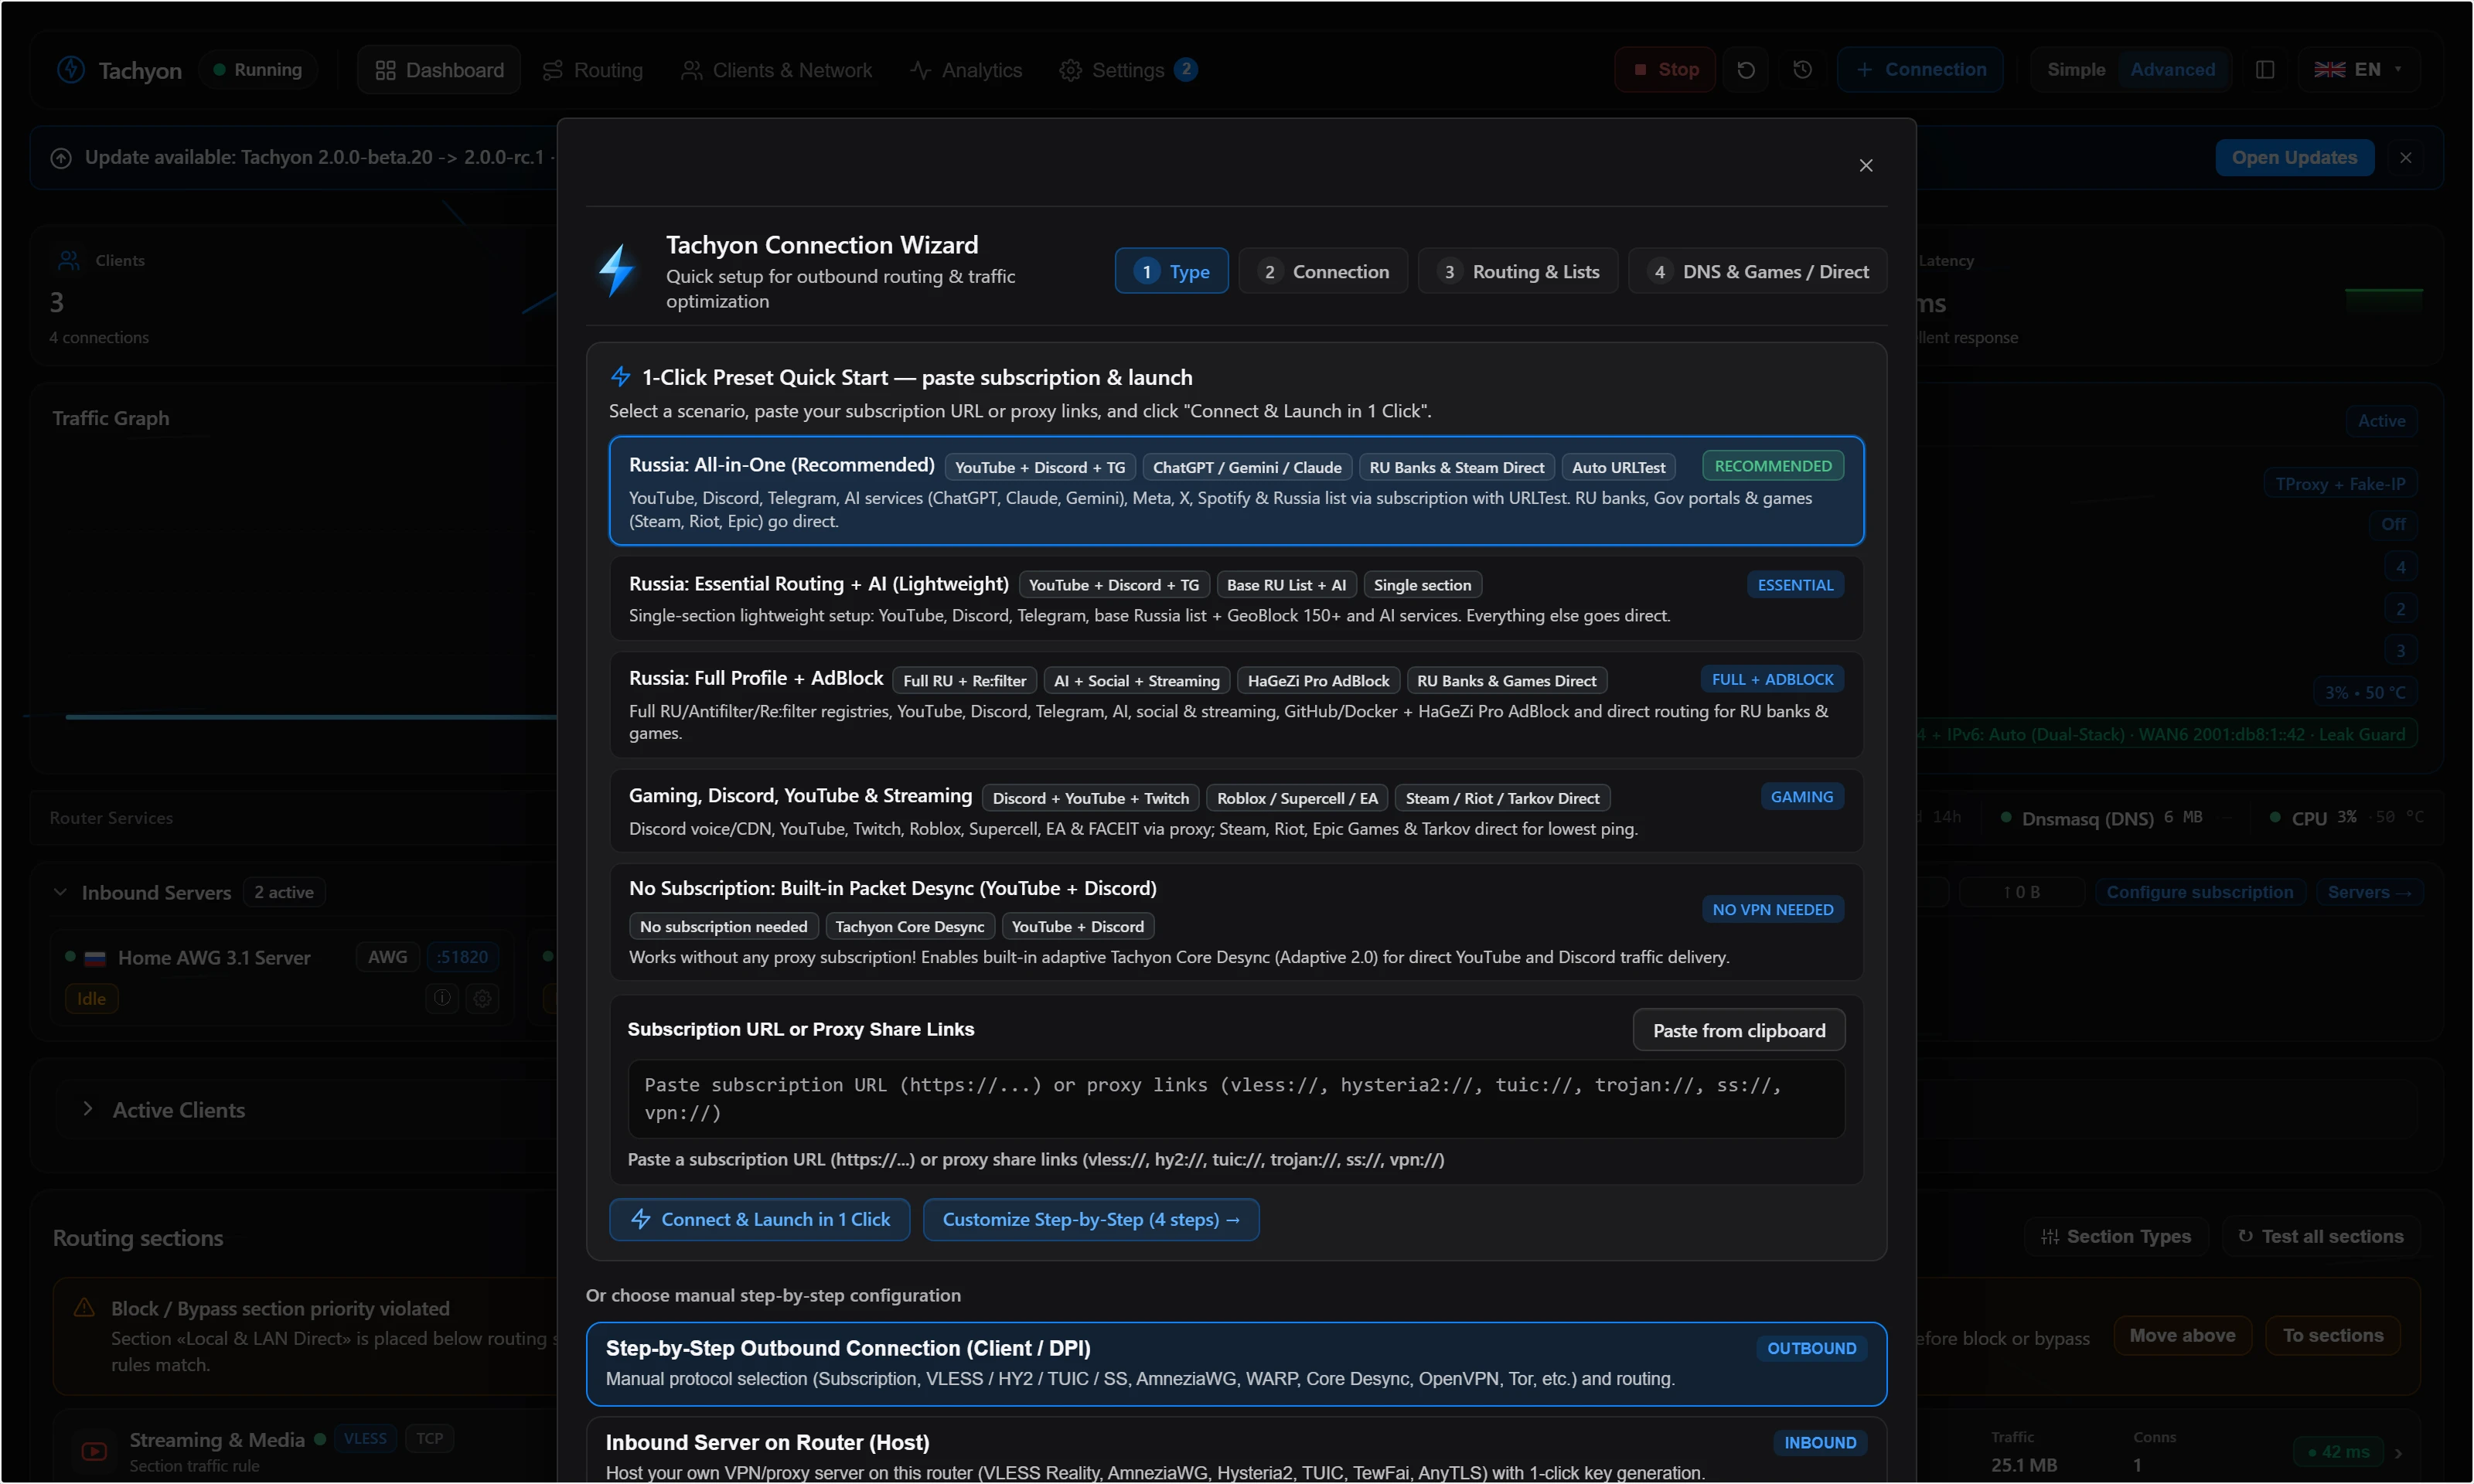 Tachyon
Running
Dashboard
Routing
Clients & Network
Analytics
Settings 2
Stop
+ Connection
Simple
Advanced
EN
Update available: Tachyon 2.0.0-beta.20 -> 2.0.0-rc.1 ·
Open Updates
Clients
3
4 connections
Latency
ms
llent response
Traffic Graph
Active
TProxy + Fake-IP
Off
4
2
3
3% • 50 °C
4 + IPv6: Auto (Dual-Stack) · WAN6 2001:db8:1::42 · Leak Guard
Router Services
d 14h
Dnsmasq (DNS) 6 MB
CPU 3% ·50 °C
Inbound Servers
2 active
↑ 0 B
Configure subscription
Servers →
Home AWG 3.1 Server
AWG
:51820
Idle
Active Clients
Routing sections
Section Types
Test all sections
Block / Bypass section priority violated
Section «Local & LAN Direct» is placed below routing s
rules match.
efore block or bypass
Move above
To sections
Streaming & Media
VLESS
TCP
Section traffic rule
Traffic
25.1 MB
Conns
1
42 ms
Tachyon Connection Wizard
Quick setup for outbound routing & traffic
optimization
1 Type
2 Connection
3 Routing & Lists
4 DNS & Games / Direct
1-Click Preset Quick Start — paste subscription & launch
Select a scenario, paste your subscription URL or proxy links, and click "Connect & Launch in 1 Click".
Russia: All-in-One (Recommended) YouTube + Discord + TG ChatGPT / Gemini / Claude RU Banks & Steam Direct Auto URLTest RECOMMENDED
YouTube, Discord, Telegram, AI services (ChatGPT, Claude, Gemini), Meta, X, Spotify & Russia list via subscription with URLTest. RU banks, Gov portals & games
(Steam, Riot, Epic) go direct.
Russia: Essential Routing + AI (Lightweight) YouTube + Discord + TG Base RU List + AI Single section ESSENTIAL
Single-section lightweight setup: YouTube, Discord, Telegram, base Russia list + GeoBlock 150+ and AI services. Everything else goes direct.
Russia: Full Profile + AdBlock Full RU + Re:filter AI + Social + Streaming HaGeZi Pro AdBlock RU Banks & Games Direct FULL + ADBLOCK
Full RU/Antifilter/Re:filter registries, YouTube, Discord, Telegram, AI, social & streaming, GitHub/Docker + HaGeZi Pro AdBlock and direct routing for RU banks &
games.
Gaming, Discord, YouTube & Streaming Discord + YouTube + Twitch Roblox / Supercell / EA Steam / Riot / Tarkov Direct GAMING
Discord voice/CDN, YouTube, Twitch, Roblox, Supercell, EA & FACEIT via proxy; Steam, Riot, Epic Games & Tarkov direct for lowest ping.
No Subscription: Built-in Packet Desync (YouTube + Discord)
No subscription needed Tachyon Core Desync YouTube + Discord NO VPN NEEDED
Works without any proxy subscription! Enables built-in adaptive Tachyon Core Desync (Adaptive 2.0) for direct YouTube and Discord traffic delivery.
Subscription URL or Proxy Share Links
Paste from clipboard
Paste subscription URL (https://...) or proxy links (vless://, hysteria2://, tuic://, trojan://, ss://,
vpn://)
Paste a subscription URL (https://...) or proxy share links (vless://, hy2://, tuic://, trojan://, ss://, vpn://)
Connect & Launch in 1 Click
Customize Step-by-Step (4 steps) →
Or choose manual step-by-step configuration
Step-by-Step Outbound Connection (Client / DPI) OUTBOUND
Manual protocol selection (Subscription, VLESS / HY2 / TUIC / SS, AmneziaWG, WARP, Core Desync, OpenVPN, Tor, etc.) and routing.
Inbound Server on Router (Host) INBOUND
Host your own VPN/proxy server on this router (VLESS Reality, AmneziaWG, Hysteria2, TUIC, TewFai, AnyTLS) with 1-click key generation.